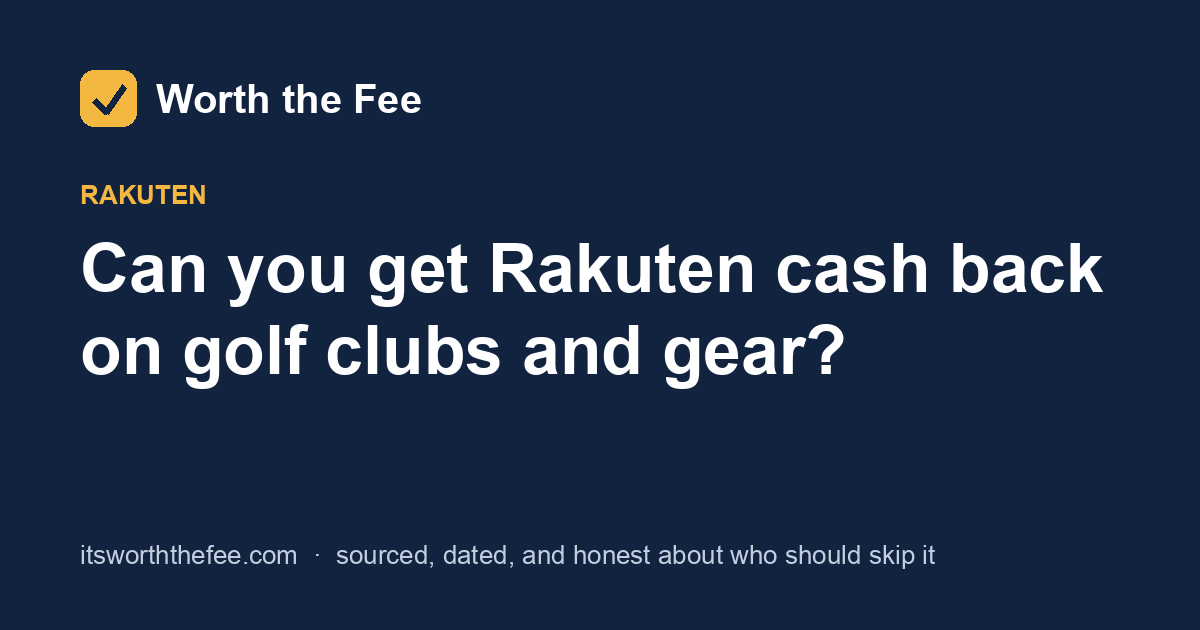 Worth the Fee
RAKUTEN
Can you get Rakuten cash back
on golf clubs and gear?
itsworththefee.com · sourced, dated, and honest about who should skip it